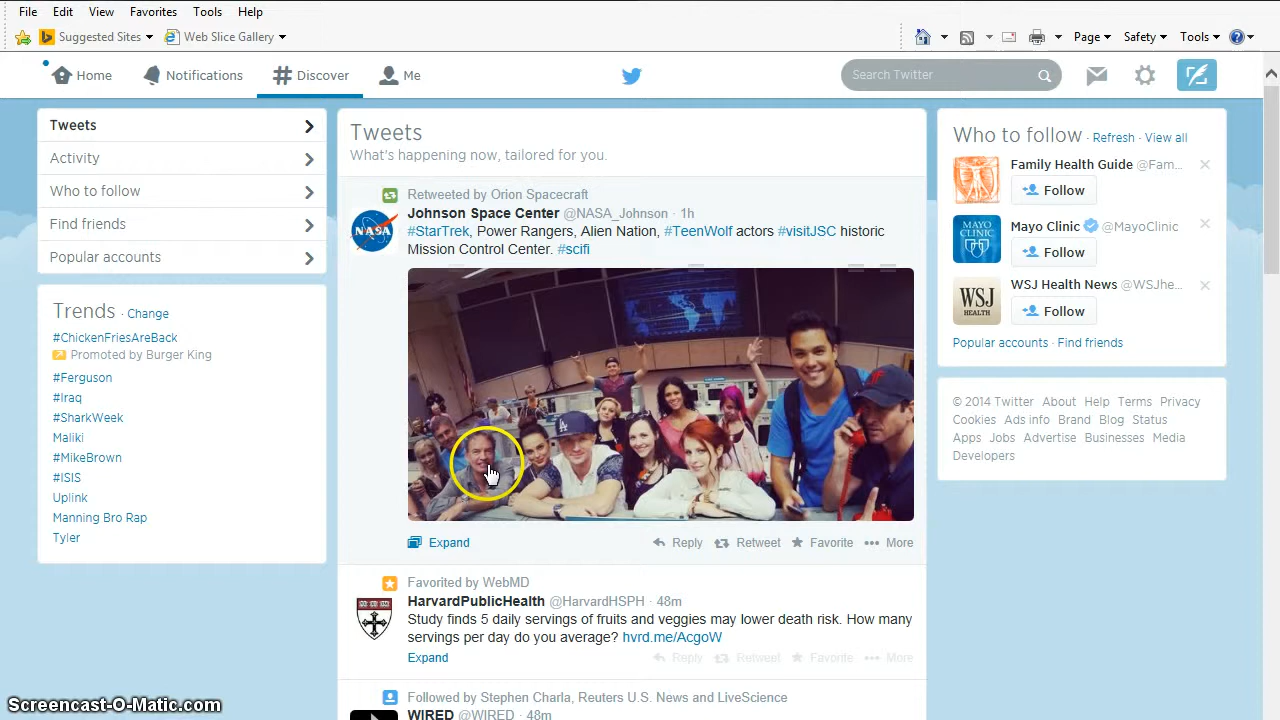 File Edit View Favorites Tools Help
Suggested Sites Web Slice Gallery Page Safety Tools
Home Notifications Discover Me Search Twitter
Tweets
Activity
Who to follow
Find friends
Popular accounts
Trends · Change
#ChickenFriesAreBack
Promoted by Burger King
#Ferguson
#Iraq
#SharkWeek
Maliki
#MikeBrown
#ISIS
Uplink
Manning Bro Rap
Tyler
Tweets
What's happening now, tailored for you.
Retweeted by Orion Spacecraft
NASA
Johnson Space Center @NASA_Johnson · 1h
#StarTrek, Power Rangers, Alien Nation, #TeenWolf actors #visitJSC historic
Mission Control Center. #scifi
LA
Expand Reply Retweet Favorite More
Favorited by WebMD
HarvardPublicHealth @HarvardHSPH · 48m
Study finds 5 daily servings of fruits and veggies may lower death risk. How many
servings per day do you average? hvrd.me/AcgoW
Expand Reply Retweet Favorite More
Followed by Stephen Charla, Reuters U.S. News and LiveScience
WIRED @WIRED · 48m
Who to follow · Refresh · View all
Family Health Guide @Fam...
Follow
MAYO
CLINIC
Mayo Clinic @MayoClinic
Follow
WSJ
HEALTH
WSJ Health News @WSJhe...
Follow
Popular accounts · Find friends
© 2014 Twitter About Help Terms Privacy
Cookies Ads info Brand Blog Status
Apps Jobs Advertise Businesses Media
Developers
Screencast-O-Matic.com